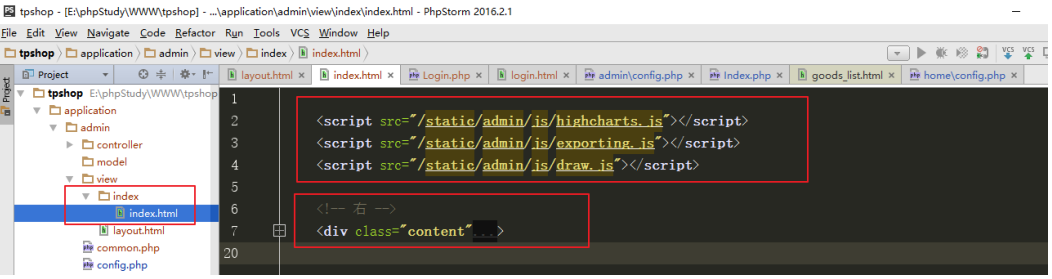 tpshop - [E:\phpStudy\WWW\tpshop] - ...\application\admin\view\index\index.html - PhpStorm 2016.2.1
File Edit View Navigate Code Refactor Run Tools VCS Window Help
tpshop application admin view index index.html
VCS VCS
Project layout.html index.html Login.php login.html admin\config.php Index.php goods_list.html home\config.php
Project
tpshop E:\phpStudy\WWW\tpshop
application
admin
controller
model
view
index
index.html
layout.html
common.php
config.php
1
2 <script src="/static/admin/js/highcharts.js"></script>
3 <script src="/static/admin/js/exporting.js"></script>
4 <script src="/static/admin/js/draw.js"></script>
5
6 <!-- 右 -->
7 <div class="content"...>
20